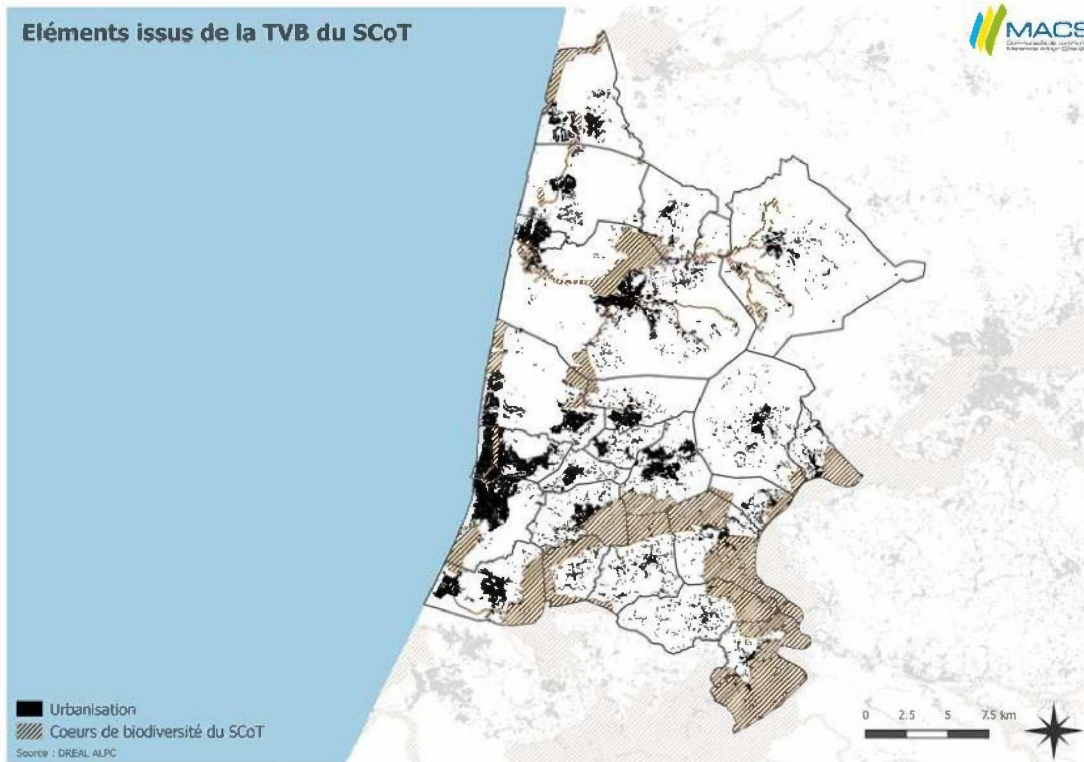 Eléments issus de la TVB du SCoT
MACS
Urbanisation
Coeurs de biodiversité du SCoT
Source : DREAL ALPC
0 2.5 5 7.5 km